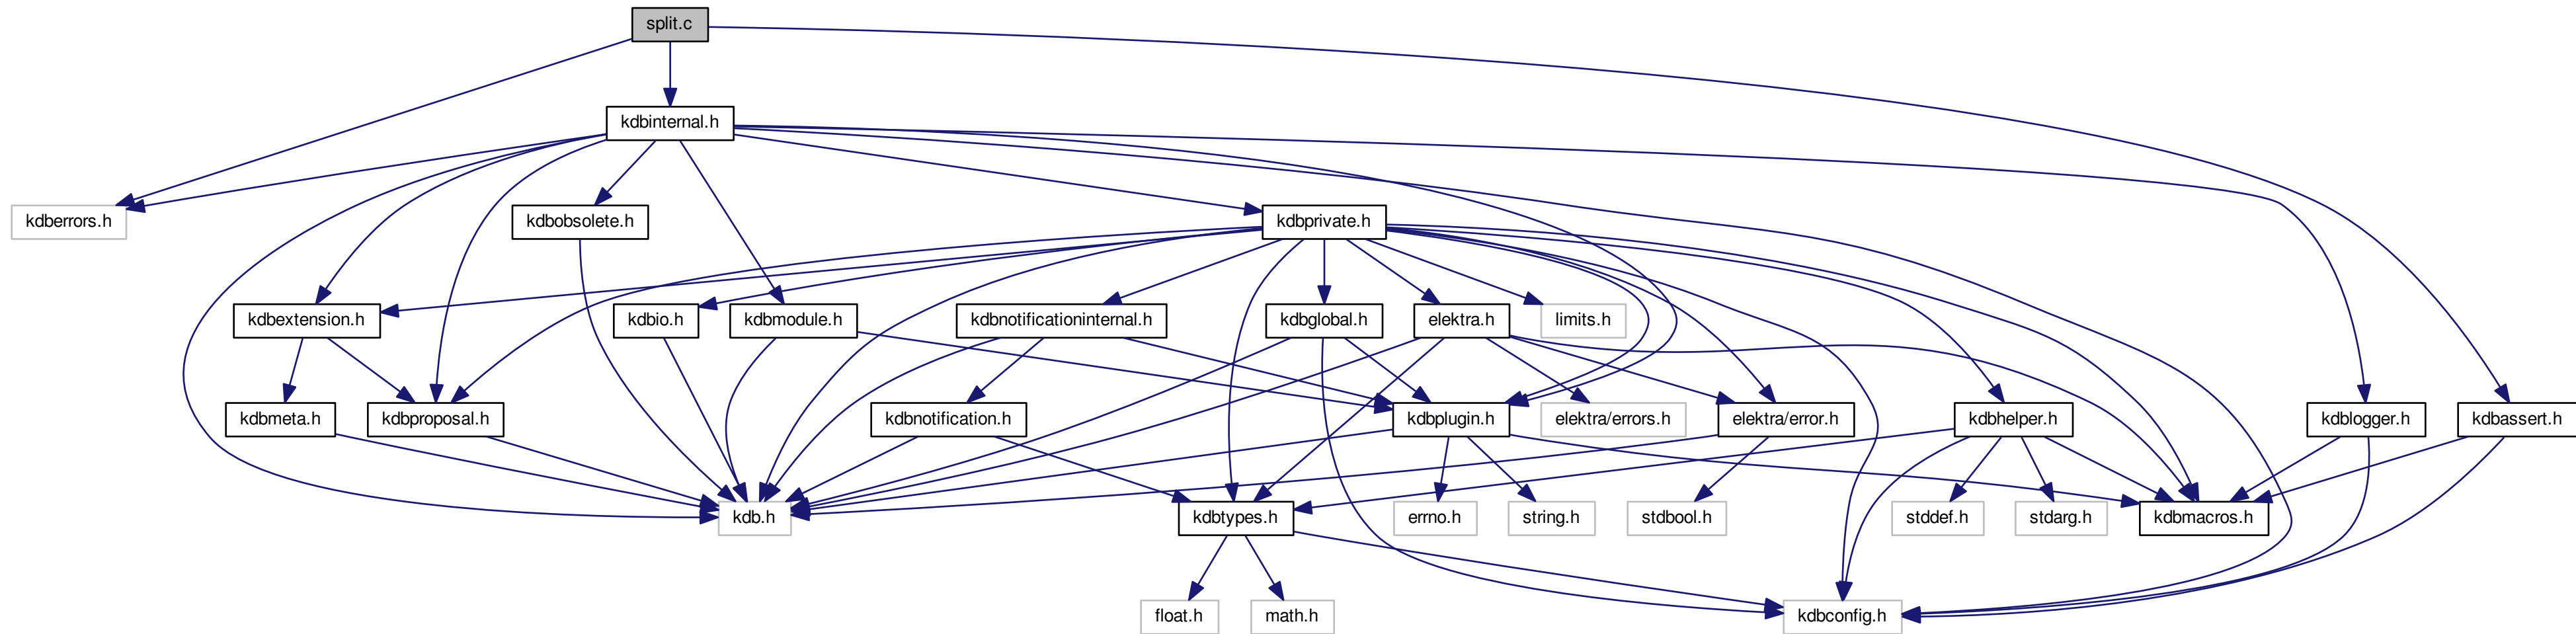 split.c
kdbinternal.h
kdberrors.h
kdbobsolete.h
kdbprivate.h
kdbextension.h
kdbio.h
kdbmodule.h
kdbnotificationinternal.h
kdbglobal.h
elektra.h
limits.h
kdbmeta.h
kdbproposal.h
kdbnotification.h
kdbplugin.h
elektra/errors.h
elektra/error.h
kdbhelper.h
kdblogger.h
kdbassert.h
kdb.h
kdbtypes.h
errno.h
string.h
stdbool.h
stddef.h
stdarg.h
kdbmacros.h
float.h
math.h
kdbconfig.h